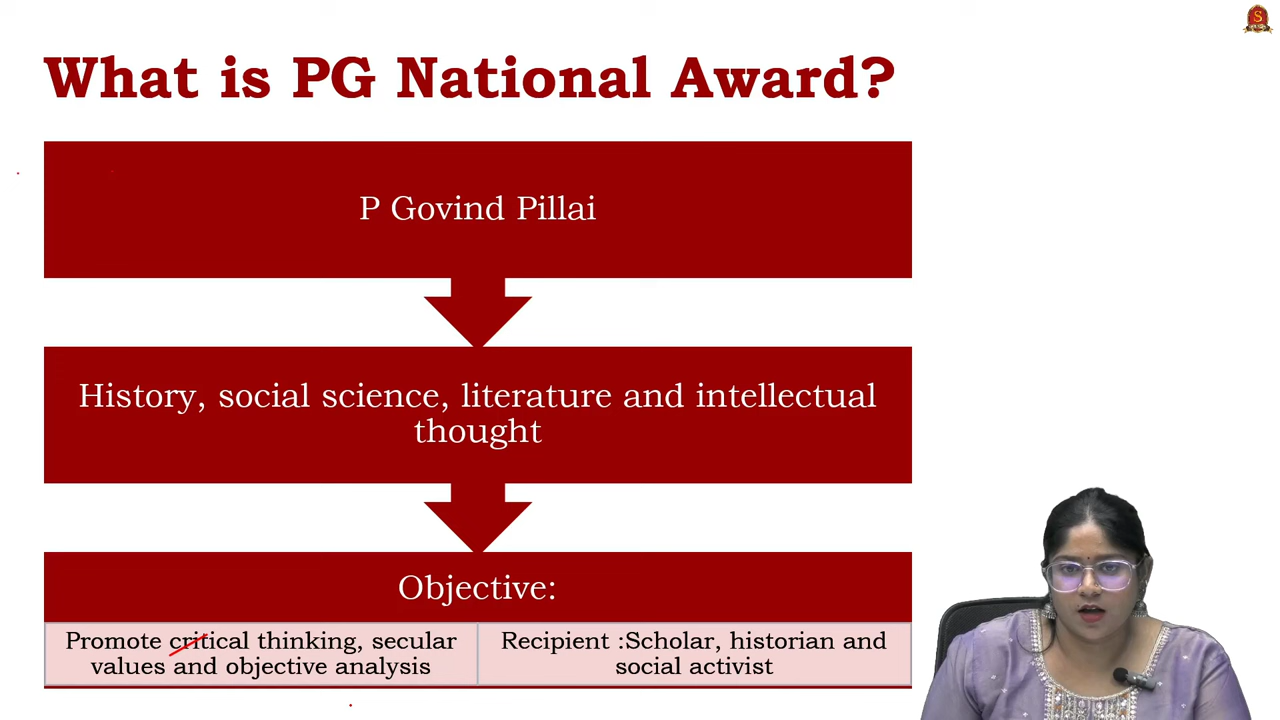 What is PG National Award?
P Govind Pillai
History, social science, literature and intellectual
thought
Objective:
Promote critical thinking, secular
values and objective analysis
Recipient :Scholar, historian and
social activist